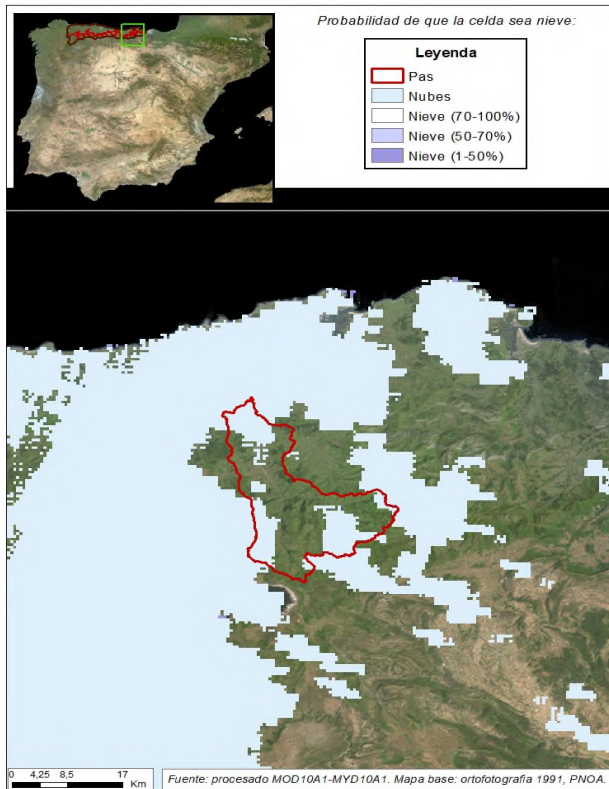 Probabilidad de que la celda sea nieve:
Leyenda
Pas
Nubes
Nieve (70-100%)
Nieve (50-70%)
Nieve (1-50%)
0 4,25 8,5 17
Km
Fuente: procesado MOD10A1-MYD10A1. Mapa base: ortofotografia 1991, PNOA.